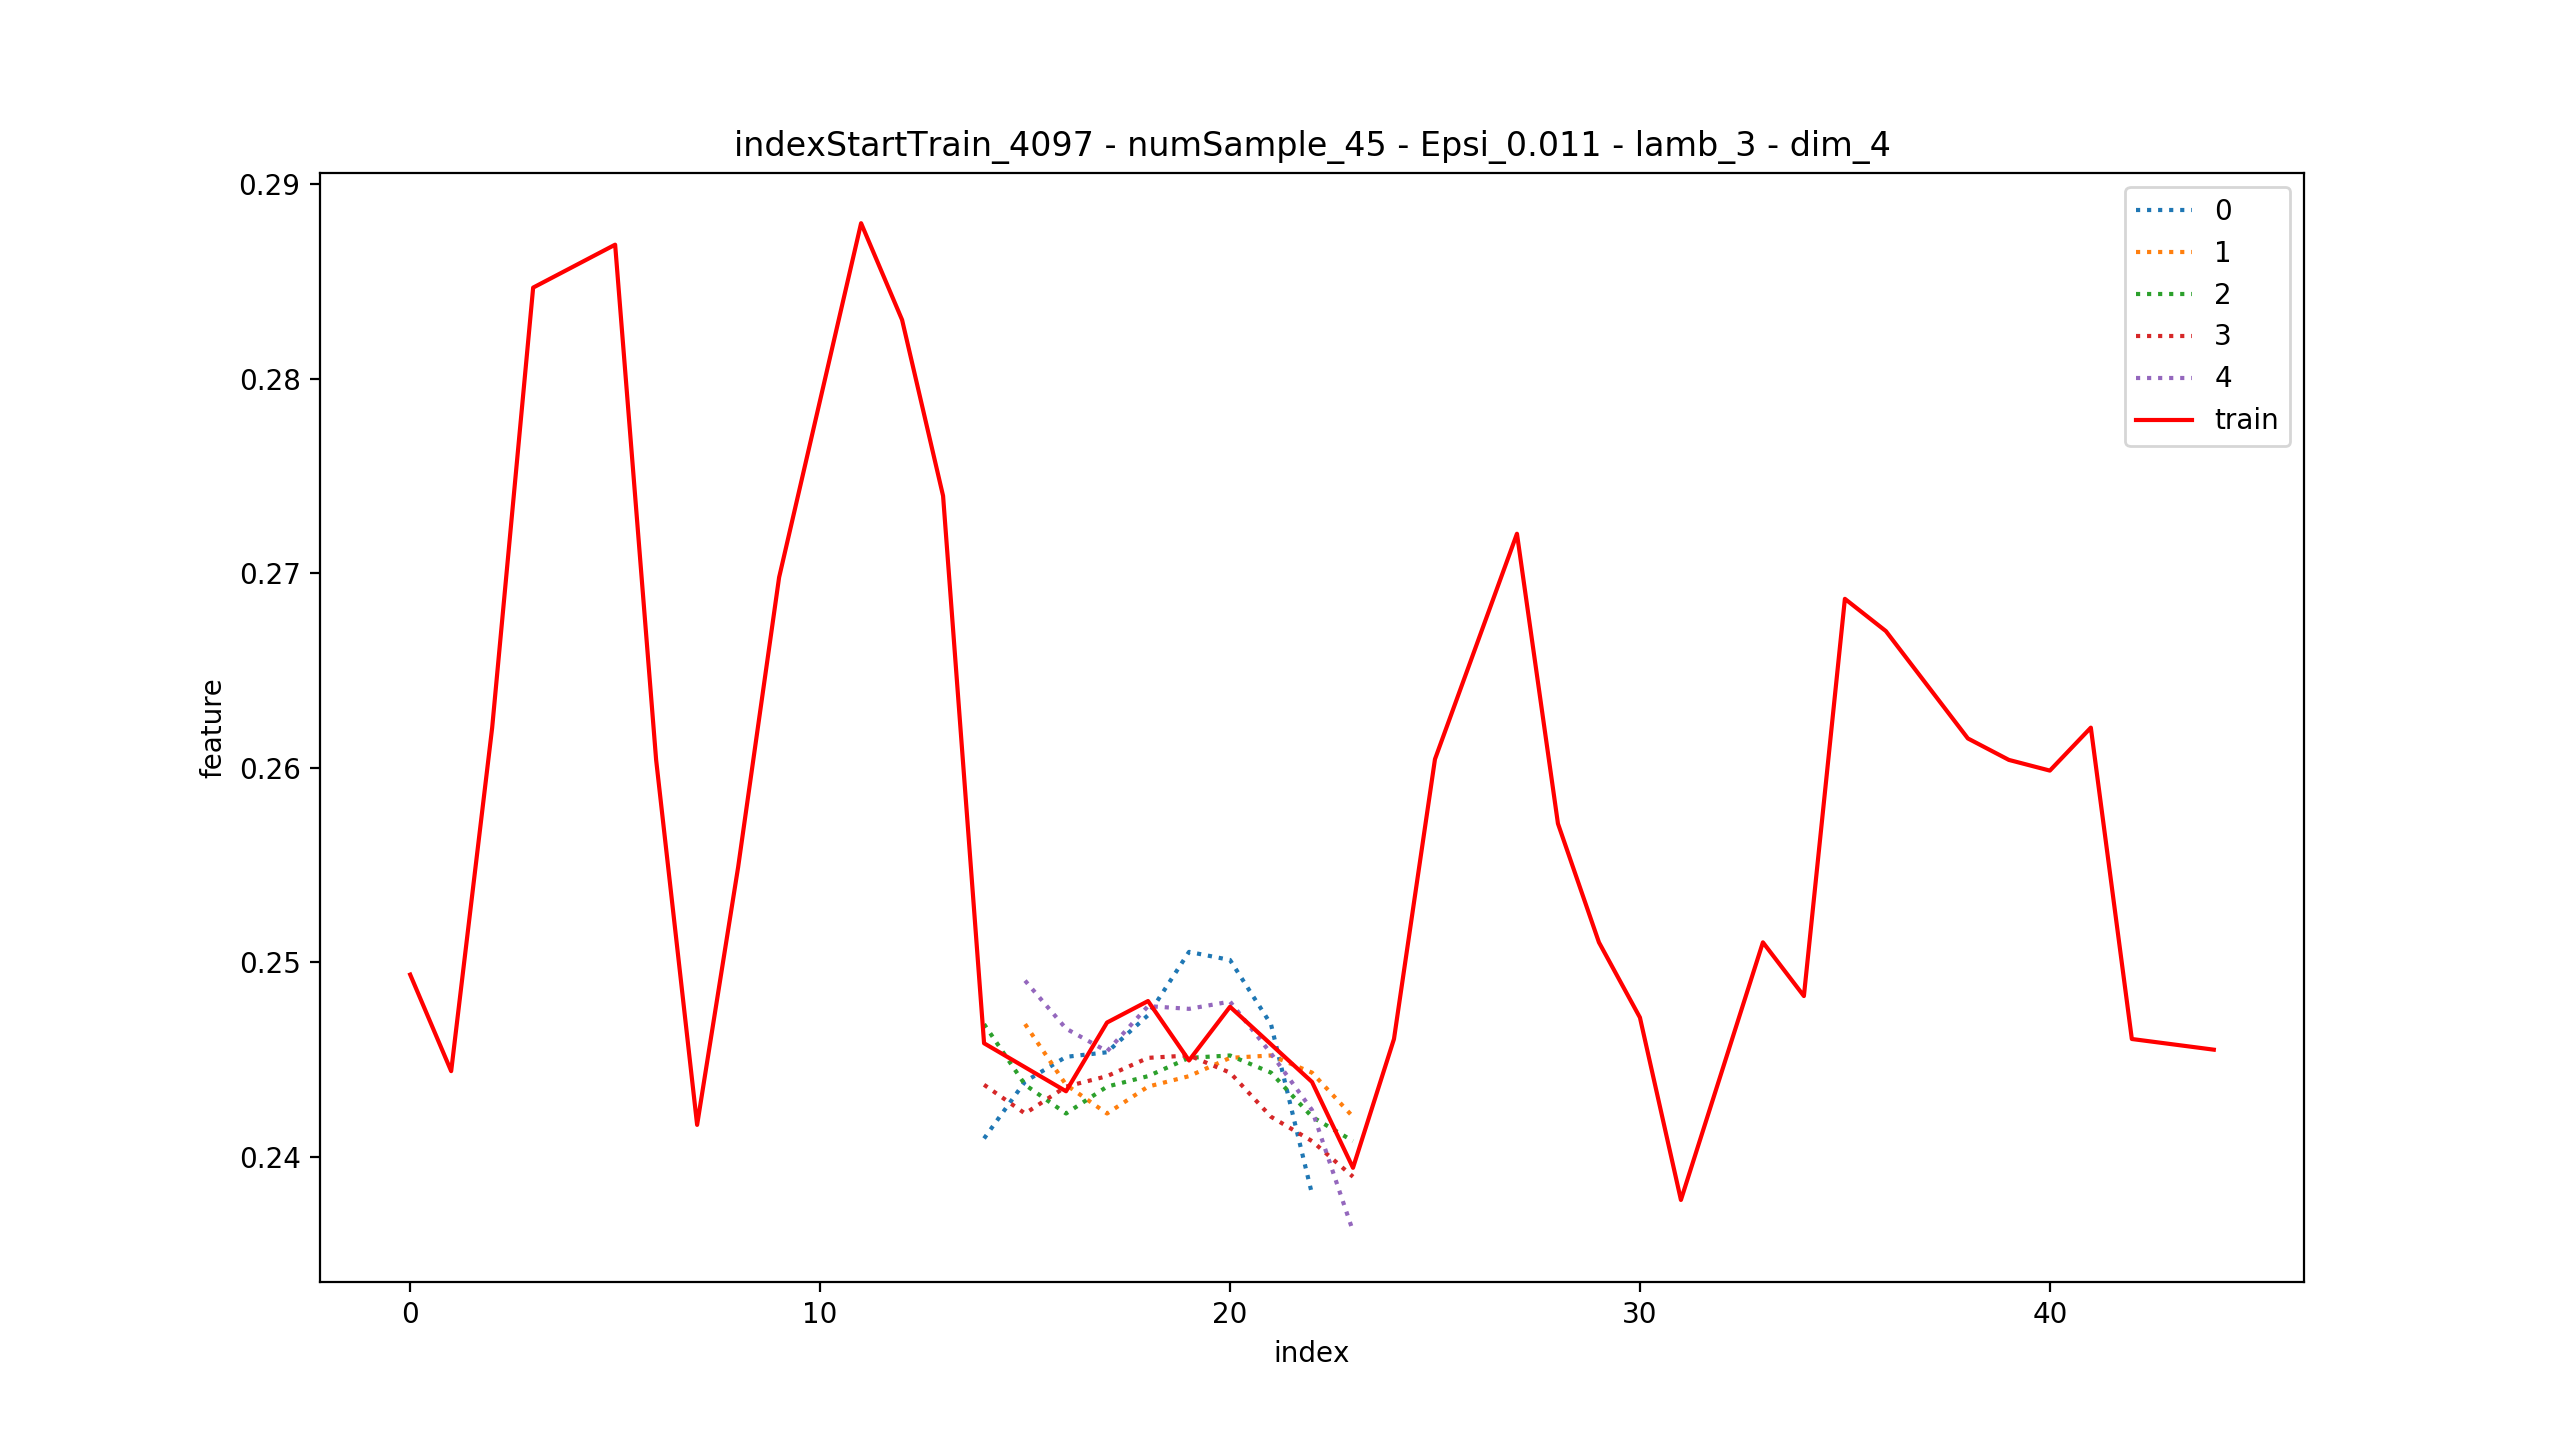 indexStartTrain_4097 - numSample_45 - Epsi_0.011 - lamb_3 - dim_4
0.29
0.28
0.27
0.26
0.25
0.24
feature
0
1
2
3
4
train
0 10 20 30 40
index